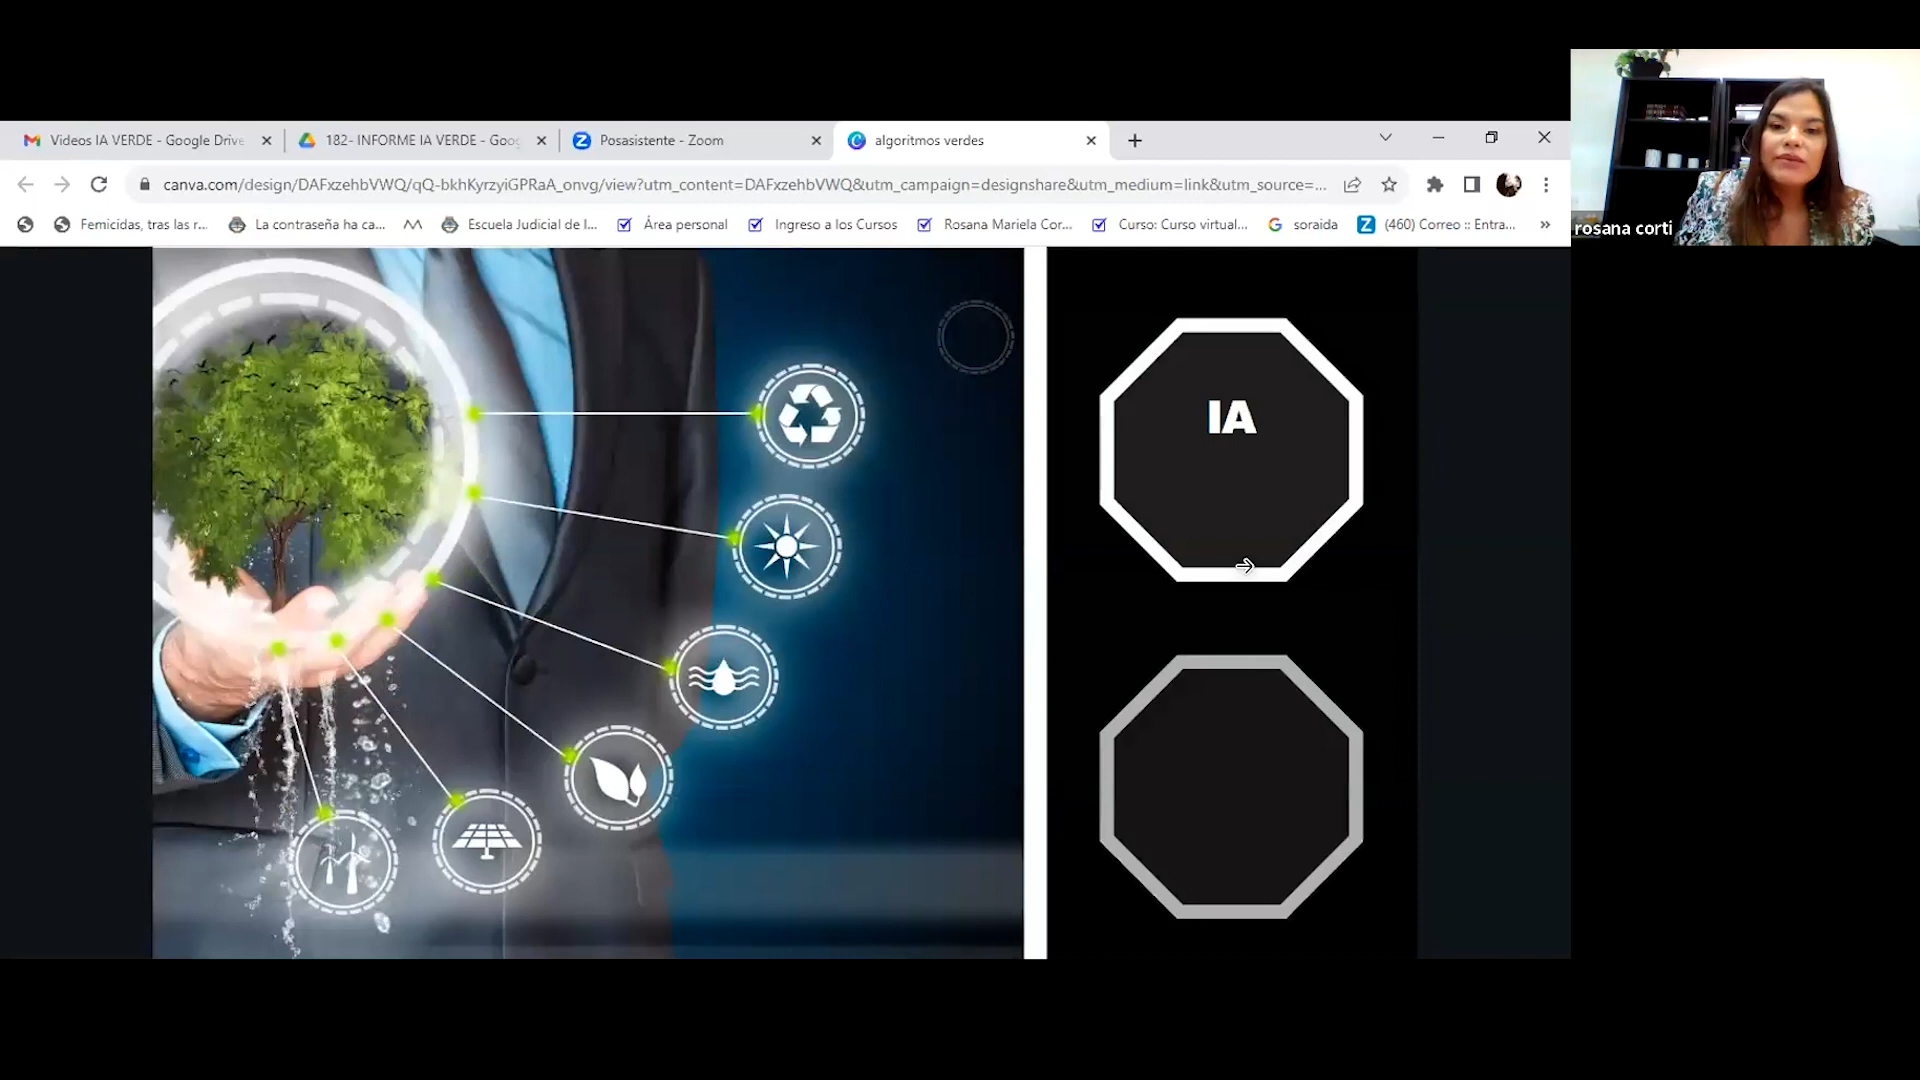 Videos IA VERDE - Google Drive
182- INFORME IA VERDE - Goog
Posasistente - Zoom
algoritmos verdes
canva.com/design/DAFxzehbVWQ/qQ-bkhKyrzyiGPRaA_onvg/view?utm_content=DAFxzehbVWQ&utm_campaign=designshare&utm_medium=link&utm_source=...
Femicidas, tras las r...
La contraseña ha ca...
Escuela Judicial de l...
Área personal
Ingreso a los Cursos
Rosana Mariela Cor...
Curso: Curso virtual...
soraida
(460) Correo :: Entra...
rosana corti
IA